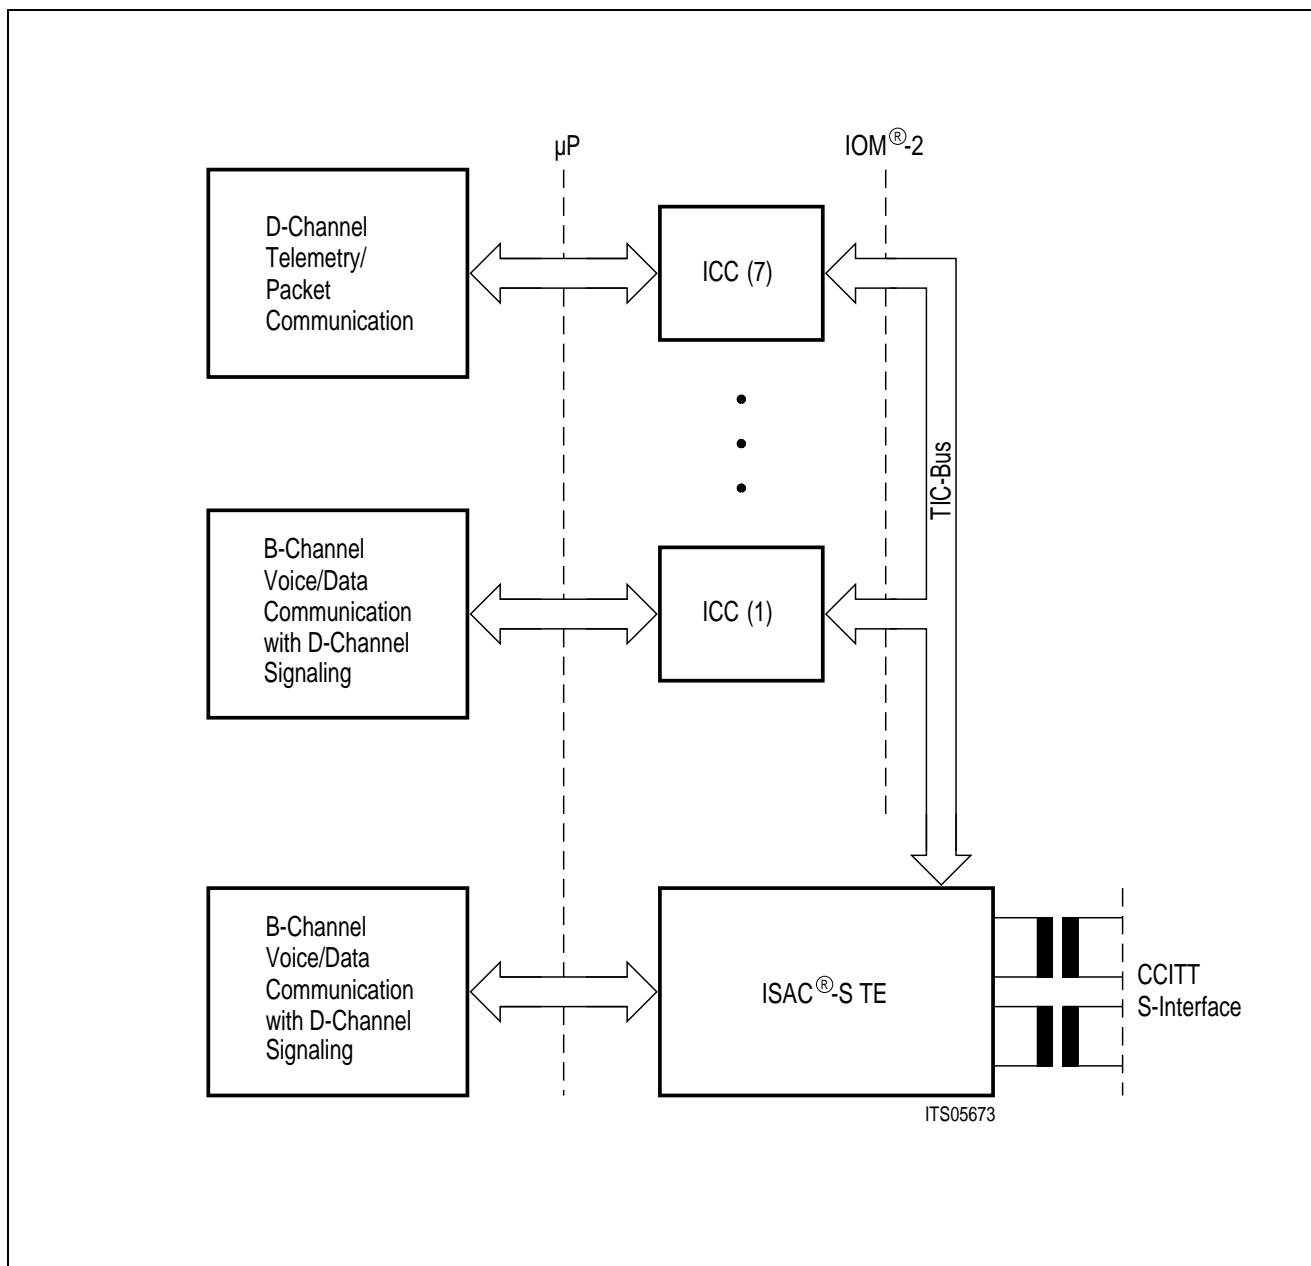 µP
IOM®-2
D-Channel
Telemetry/
Packet
Communication
ICC (7)
TIC-Bus
B-Channel
Voice/Data
Communication
with D-Channel
Signaling
ICC (1)
B-Channel
Voice/Data
Communication
with D-Channel
Signaling
ISAC®-S TE
CCITT
S-Interface
ITS05673